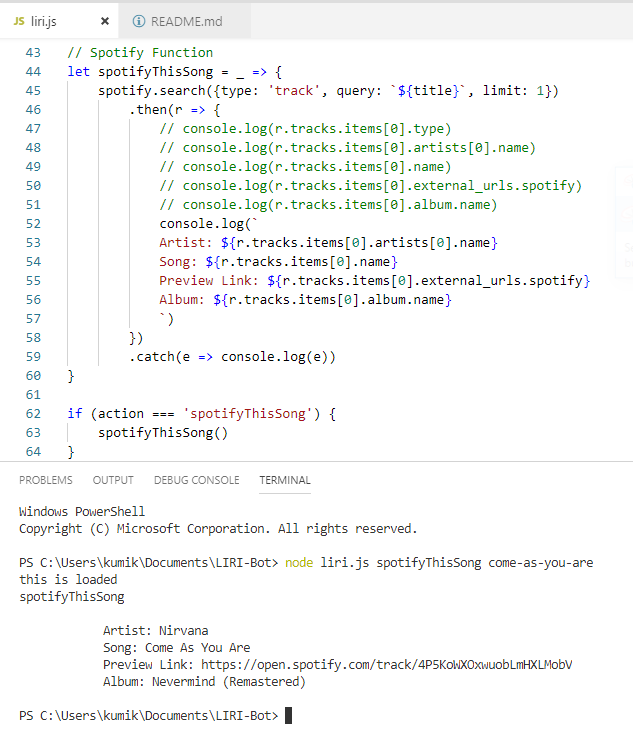 JS liri.js × ⓘ README.md
43 // Spotify Function
44 let spotifyThisSong = _ => {
45     spotify.search({type: 'track', query: `${title}`, limit: 1})
46         .then(r => {
47             // console.log(r.tracks.items[0].type)
48             // console.log(r.tracks.items[0].artists[0].name)
49             // console.log(r.tracks.items[0].name)
50             // console.log(r.tracks.items[0].external_urls.spotify)
51             // console.log(r.tracks.items[0].album.name)
52             console.log(`
53             Artist: ${r.tracks.items[0].artists[0].name}
54             Song: ${r.tracks.items[0].name}
55             Preview Link: ${r.tracks.items[0].external_urls.spotify}
56             Album: ${r.tracks.items[0].album.name}
57             `)
58         })
59         .catch(e => console.log(e))
60 }
61
62 if (action === 'spotifyThisSong') {
63     spotifyThisSong()
64 }
PROBLEMS OUTPUT DEBUG CONSOLE TERMINAL
Windows PowerShell
Copyright (C) Microsoft Corporation. All rights reserved.
PS C:\Users\kumik\Documents\LIRI-Bot> node liri.js spotifyThisSong come-as-you-are
this is loaded
spotifyThisSong
            Artist: Nirvana
            Song: Come As You Are
            Preview Link: https://open.spotify.com/track/4P5KoWXOxwuobLmHXLMobV
            Album: Nevermind (Remastered)
PS C:\Users\kumik\Documents\LIRI-Bot>